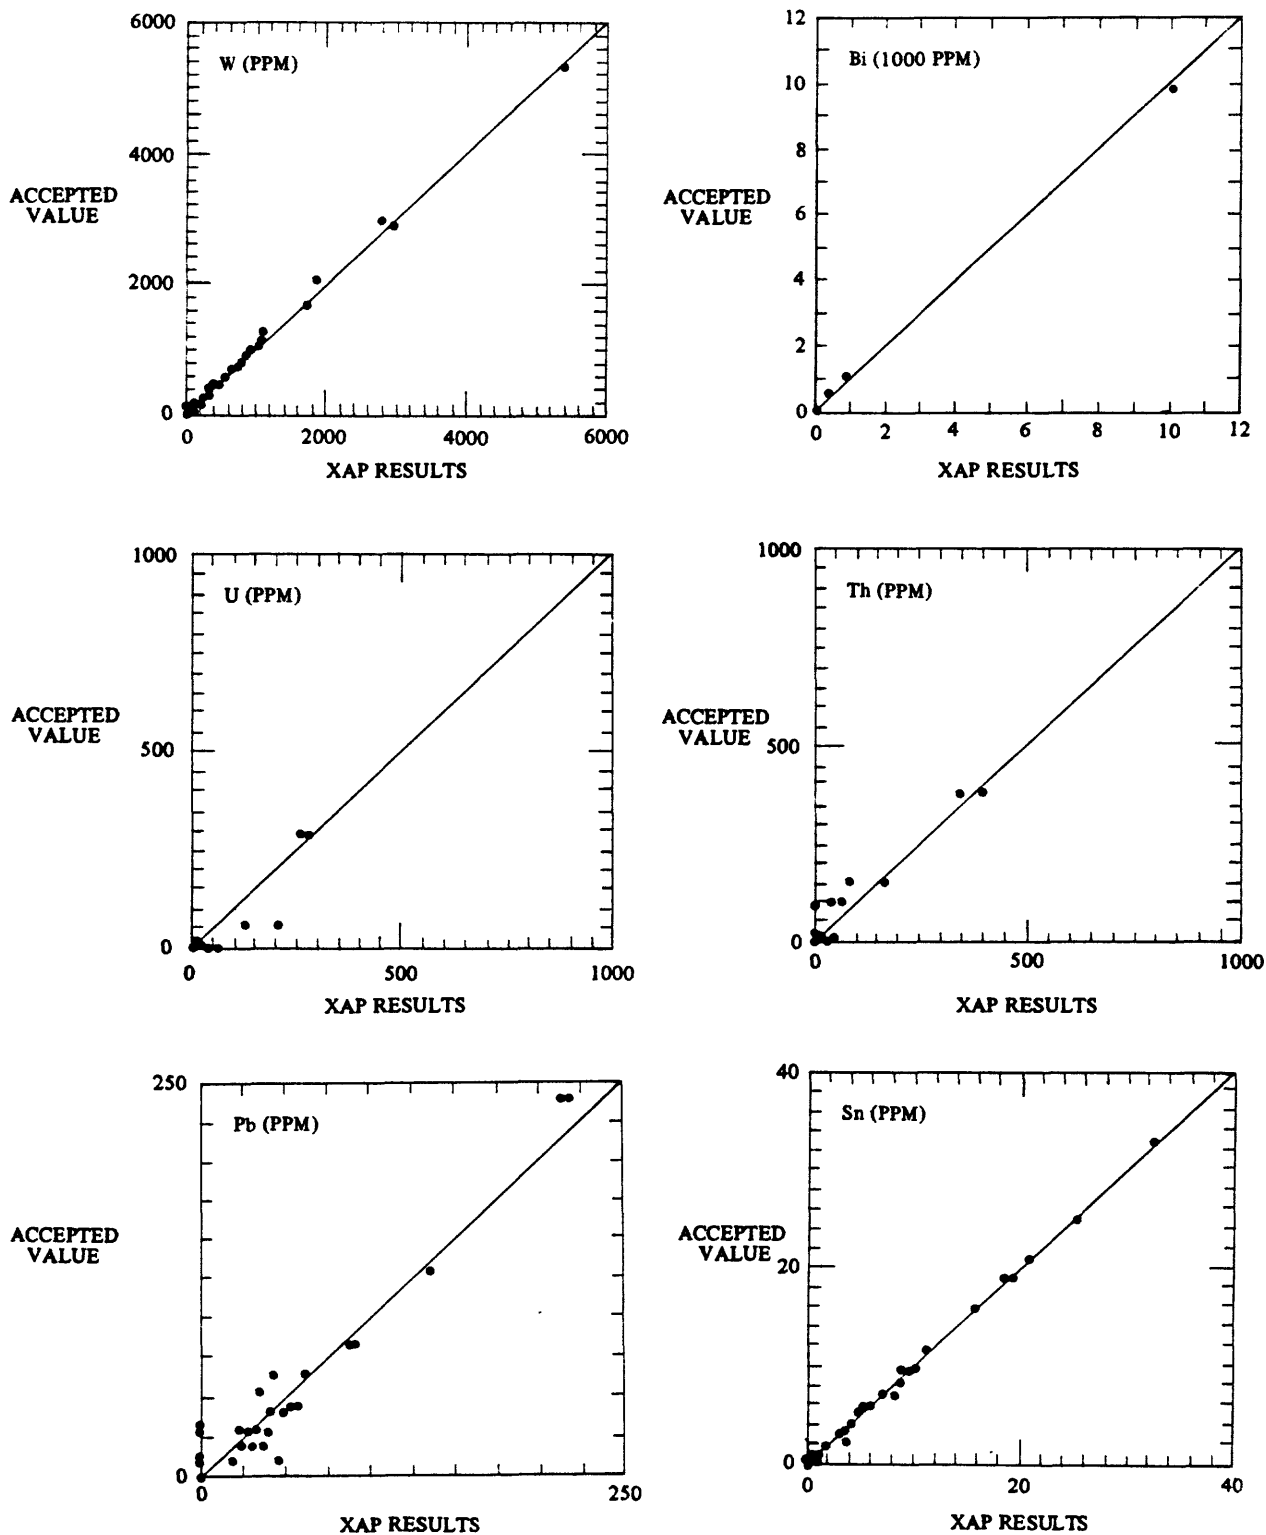 6000
W (PPM)
4000
ACCEPTED
VALUE
2000
0
0 2000 4000 6000
XAP RESULTS
12
Bi (1000 PPM)
10
8
ACCEPTED
VALUE
6
4
2
0
0 2 4 6 8 10 12
XAP RESULTS
1000
U (PPM)
ACCEPTED
VALUE
500
0
0 500 1000
XAP RESULTS
1000
Th (PPM)
ACCEPTED
VALUE
500
0
0 500 1000
XAP RESULTS
250
Pb (PPM)
ACCEPTED
VALUE
0
0 250
XAP RESULTS
40
Sn (PPM)
ACCEPTED
VALUE
20
0
0 20 40
XAP RESULTS